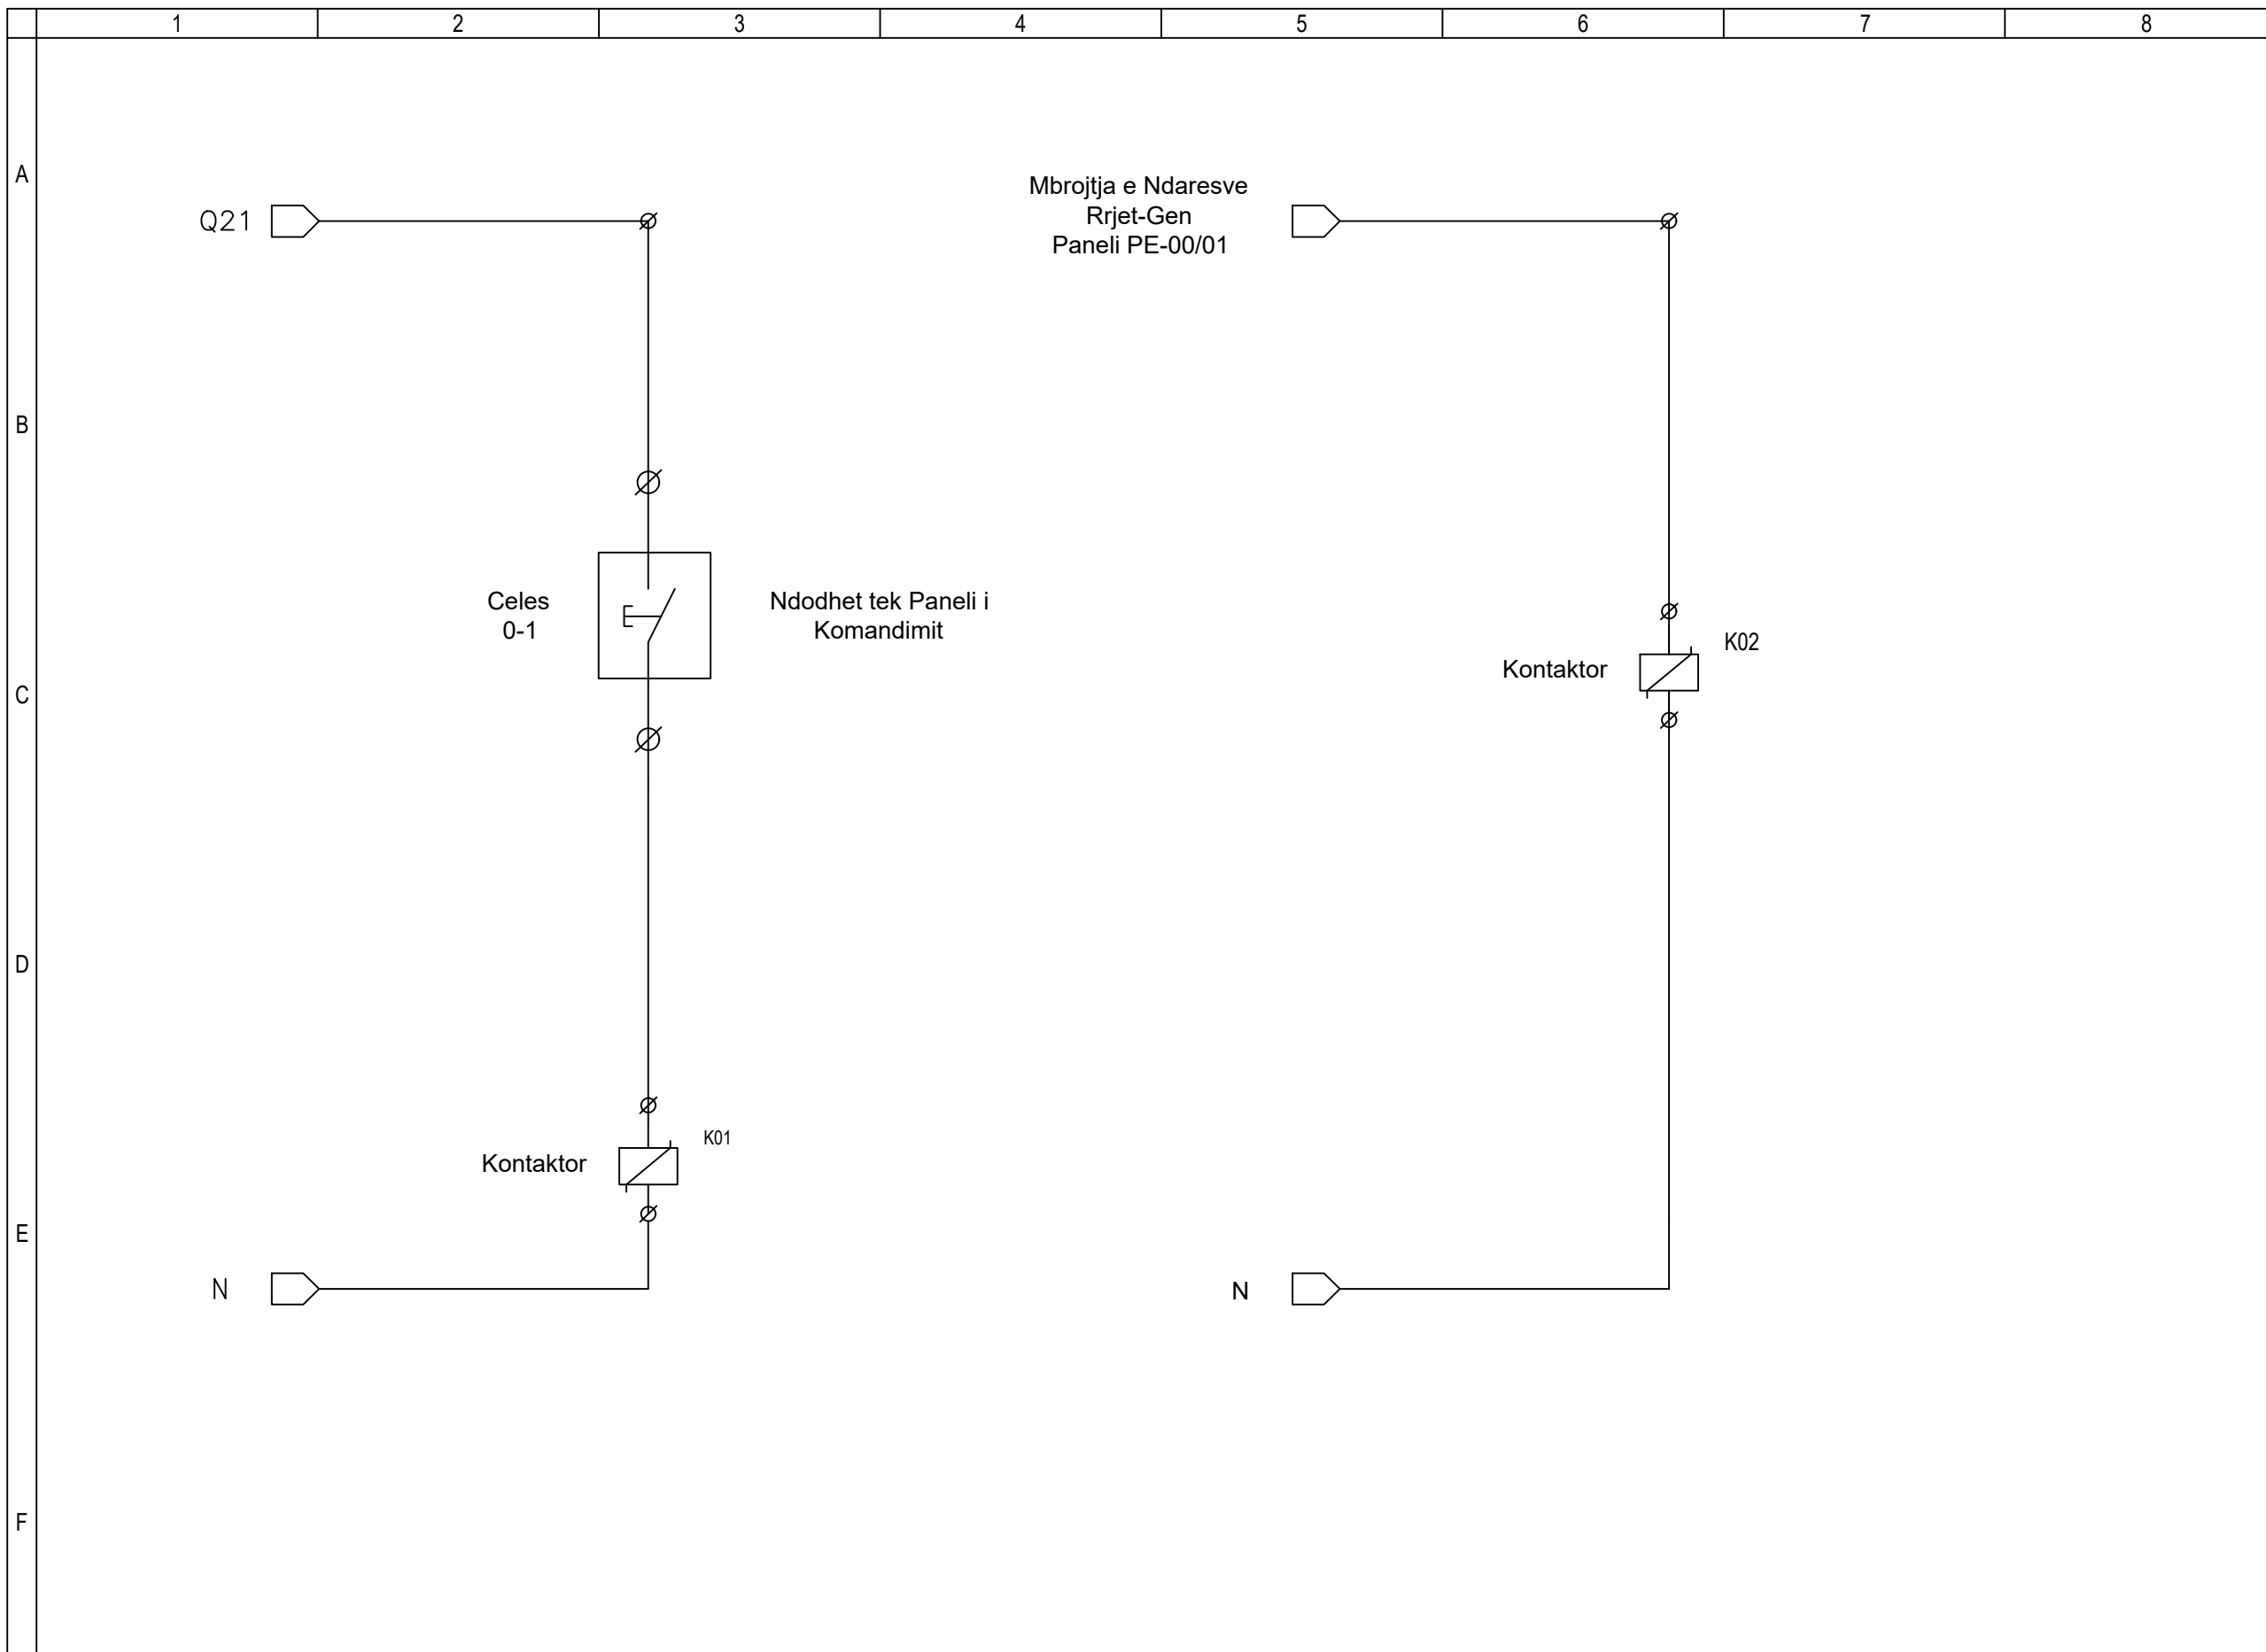 1 2 3 4 5 6 7 8
A
Mbrojtja e Ndaresve
Rrjet-Gen
Paneli PE-00/01
Q21
B
Celes
0-1
Ndodhet tek Paneli i
Komandimit
K02
Kontaktor
C
D
K01
Kontaktor
E
N
N
F